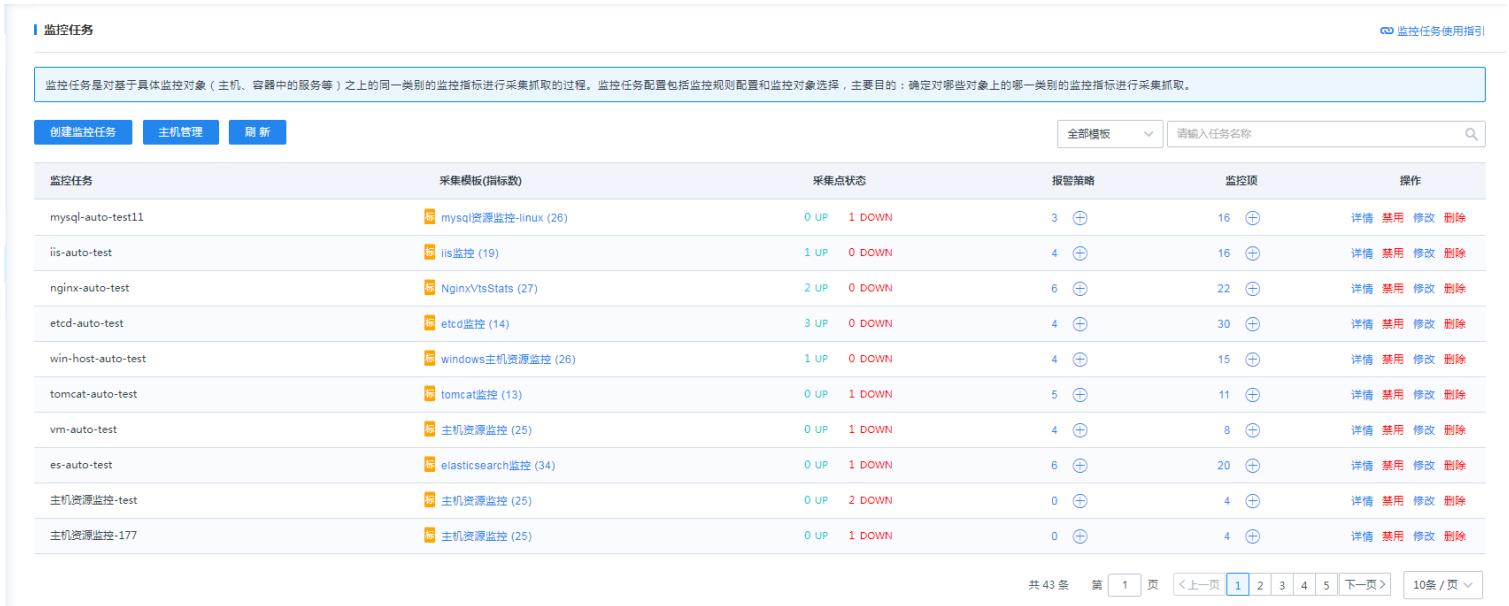 监控任务
监控任务使用指引
监控任务是对基于具体监控对象（主机、容器中的服务等）之上的同一类别的监控指标进行采集抓取的过程。监控任务配置包括监控规则配置和监控对象选择，主要目的：确定对哪些对象上的哪一类别的监控指标进行采集抓取。
创建监控任务 主机管理 刷 新 全部模板 请输入任务名称
监控任务 采集模板(指标数) 采集点状态 报警策略 监控项 操作
mysql-auto-test11 标 mysql资源监控-linux (26) 0 UP 1 DOWN 3 16 详情 禁用 修改 删除
iis-auto-test 标 iis监控 (19) 1 UP 0 DOWN 4 16 详情 禁用 修改 删除
nginx-auto-test 标 NginxVtsStats (27) 2 UP 0 DOWN 6 22 详情 禁用 修改 删除
etcd-auto-test 标 etcd监控 (14) 3 UP 0 DOWN 4 30 详情 禁用 修改 删除
win-host-auto-test 标 windows主机资源监控 (26) 1 UP 0 DOWN 4 15 详情 禁用 修改 删除
tomcat-auto-test 标 tomcat监控 (13) 0 UP 1 DOWN 5 11 详情 禁用 修改 删除
vm-auto-test 标 主机资源监控 (25) 0 UP 1 DOWN 4 8 详情 禁用 修改 删除
es-auto-test 标 elasticsearch监控 (34) 0 UP 1 DOWN 6 20 详情 禁用 修改 删除
主机资源监控-test 标 主机资源监控 (25) 0 UP 2 DOWN 0 4 详情 禁用 修改 删除
主机资源监控-177 标 主机资源监控 (25) 0 UP 1 DOWN 0 4 详情 禁用 修改 删除
共 43 条 第 1 页 <上一页 1 2 3 4 5 下一页> 10条 / 页